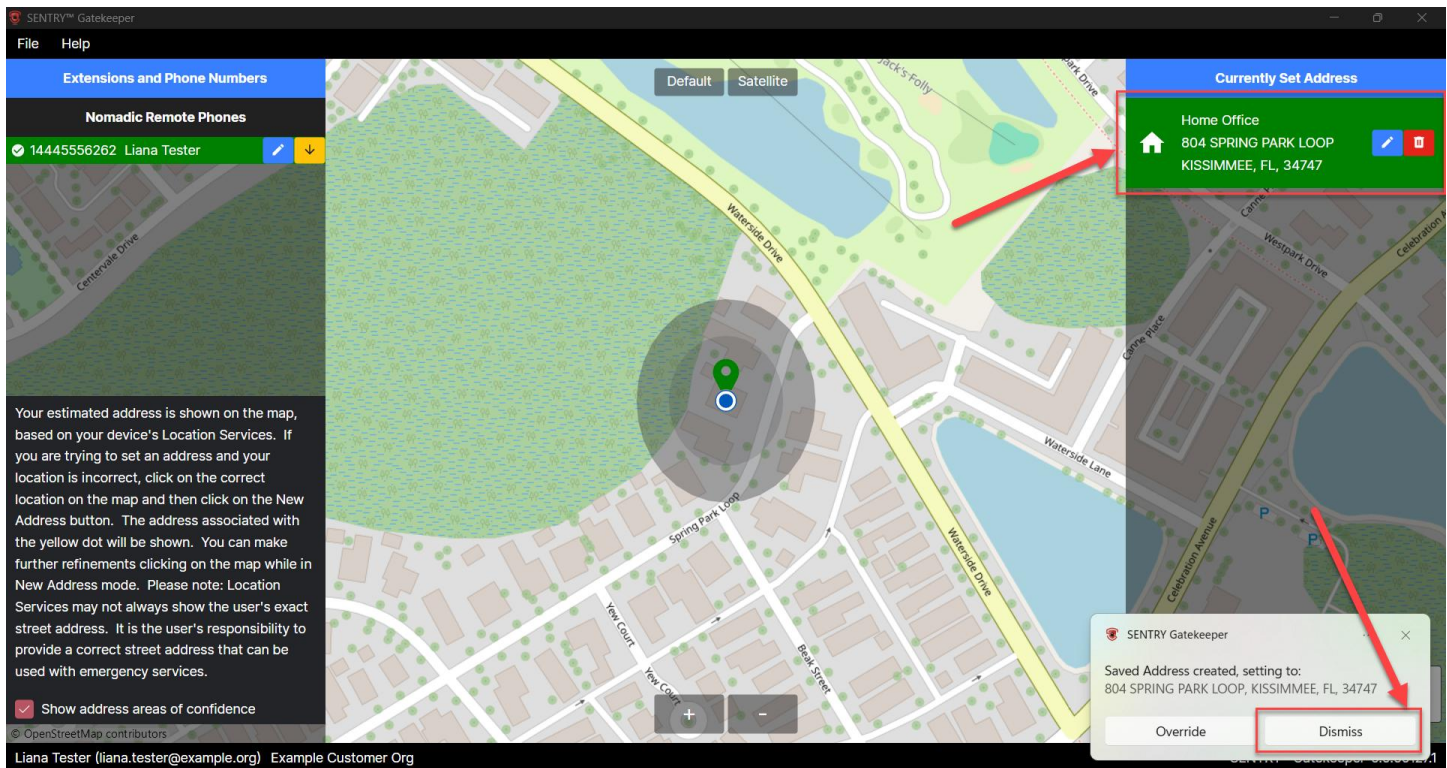 SENTRY™ Gatekeeper
File Help
Extensions and Phone Numbers
Nomadic Remote Phones
14445556262 Liana Tester
Centervale Drive
Your estimated address is shown on the map,
based on your device's Location Services. If
you are trying to set an address and your
location is incorrect, click on the correct
location on the map and then click on the New
Address button. The address associated with
the yellow dot will be shown. You can make
further refinements clicking on the map while in
New Address mode. Please note: Location
Services may not always show the user's exact
street address. It is the user's responsibility to
provide a correct street address that can be
used with emergency services.
Show address areas of confidence
© OpenStreetMap contributors
Default Satellite
Jack's Folly
Park Drive
Waterside Drive
Spring Park Loop
Waterside Lane
Waterside Drive
Yew Court
Yew Court
Beak Street
+ -
Currently Set Address
Home Office
804 SPRING PARK LOOP
KISSIMMEE, FL, 34747
Canne Place
Westpark Drive
Celebration
Canne Place
Celebration Avenue
P
P
SENTRY Gatekeeper
Saved Address created, setting to:
804 SPRING PARK LOOP, KISSIMMEE, FL, 34747
Override Dismiss
Liana Tester (liana.tester@example.org) Example Customer Org